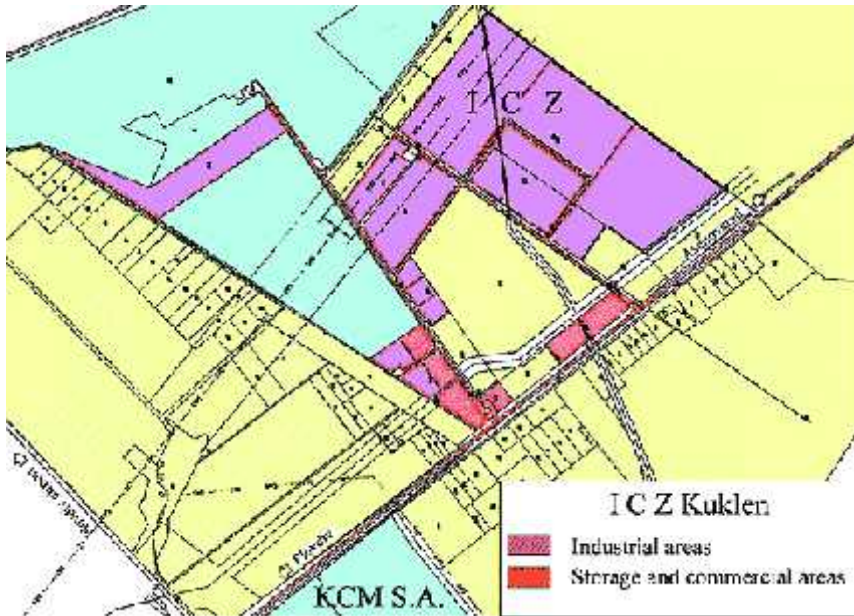 I C Z
I C Z Kuklen
Industrial areas
Storage and commercial areas
KCM S.A.